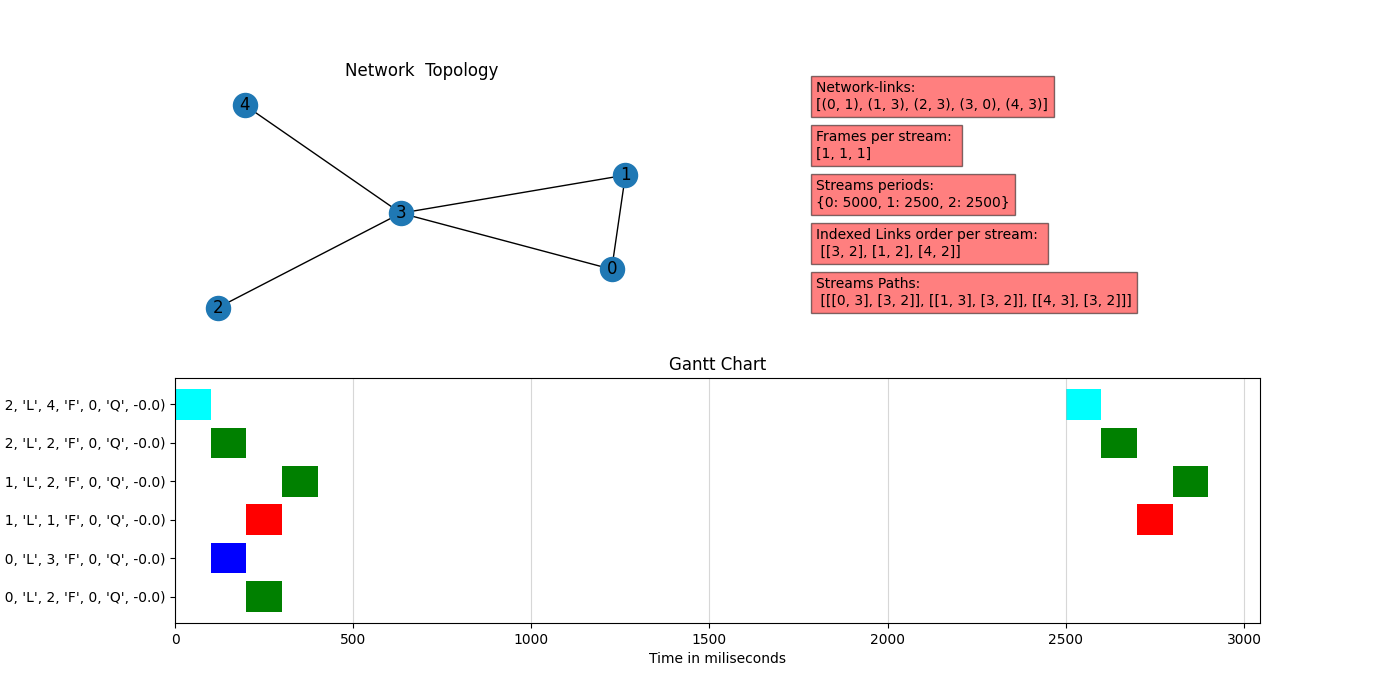 Network  Topology
4
1
3
0
2
Network-links:
[(0, 1), (1, 3), (2, 3), (3, 0), (4, 3)]
Frames per stream:
[1, 1, 1]
Streams periods:
{0: 5000, 1: 2500, 2: 2500}
Indexed Links order per stream:
[[3, 2], [1, 2], [4, 2]]
Streams Paths:
[[[0, 3], [3, 2]], [[1, 3], [3, 2]], [[4, 3], [3, 2]]]
Gantt Chart
2, 'L', 4, 'F', 0, 'Q', -0.0)
2, 'L', 2, 'F', 0, 'Q', -0.0)
1, 'L', 2, 'F', 0, 'Q', -0.0)
1, 'L', 1, 'F', 0, 'Q', -0.0)
0, 'L', 3, 'F', 0, 'Q', -0.0)
0, 'L', 2, 'F', 0, 'Q', -0.0)
0 500 1000 1500 2000 2500 3000
Time in miliseconds